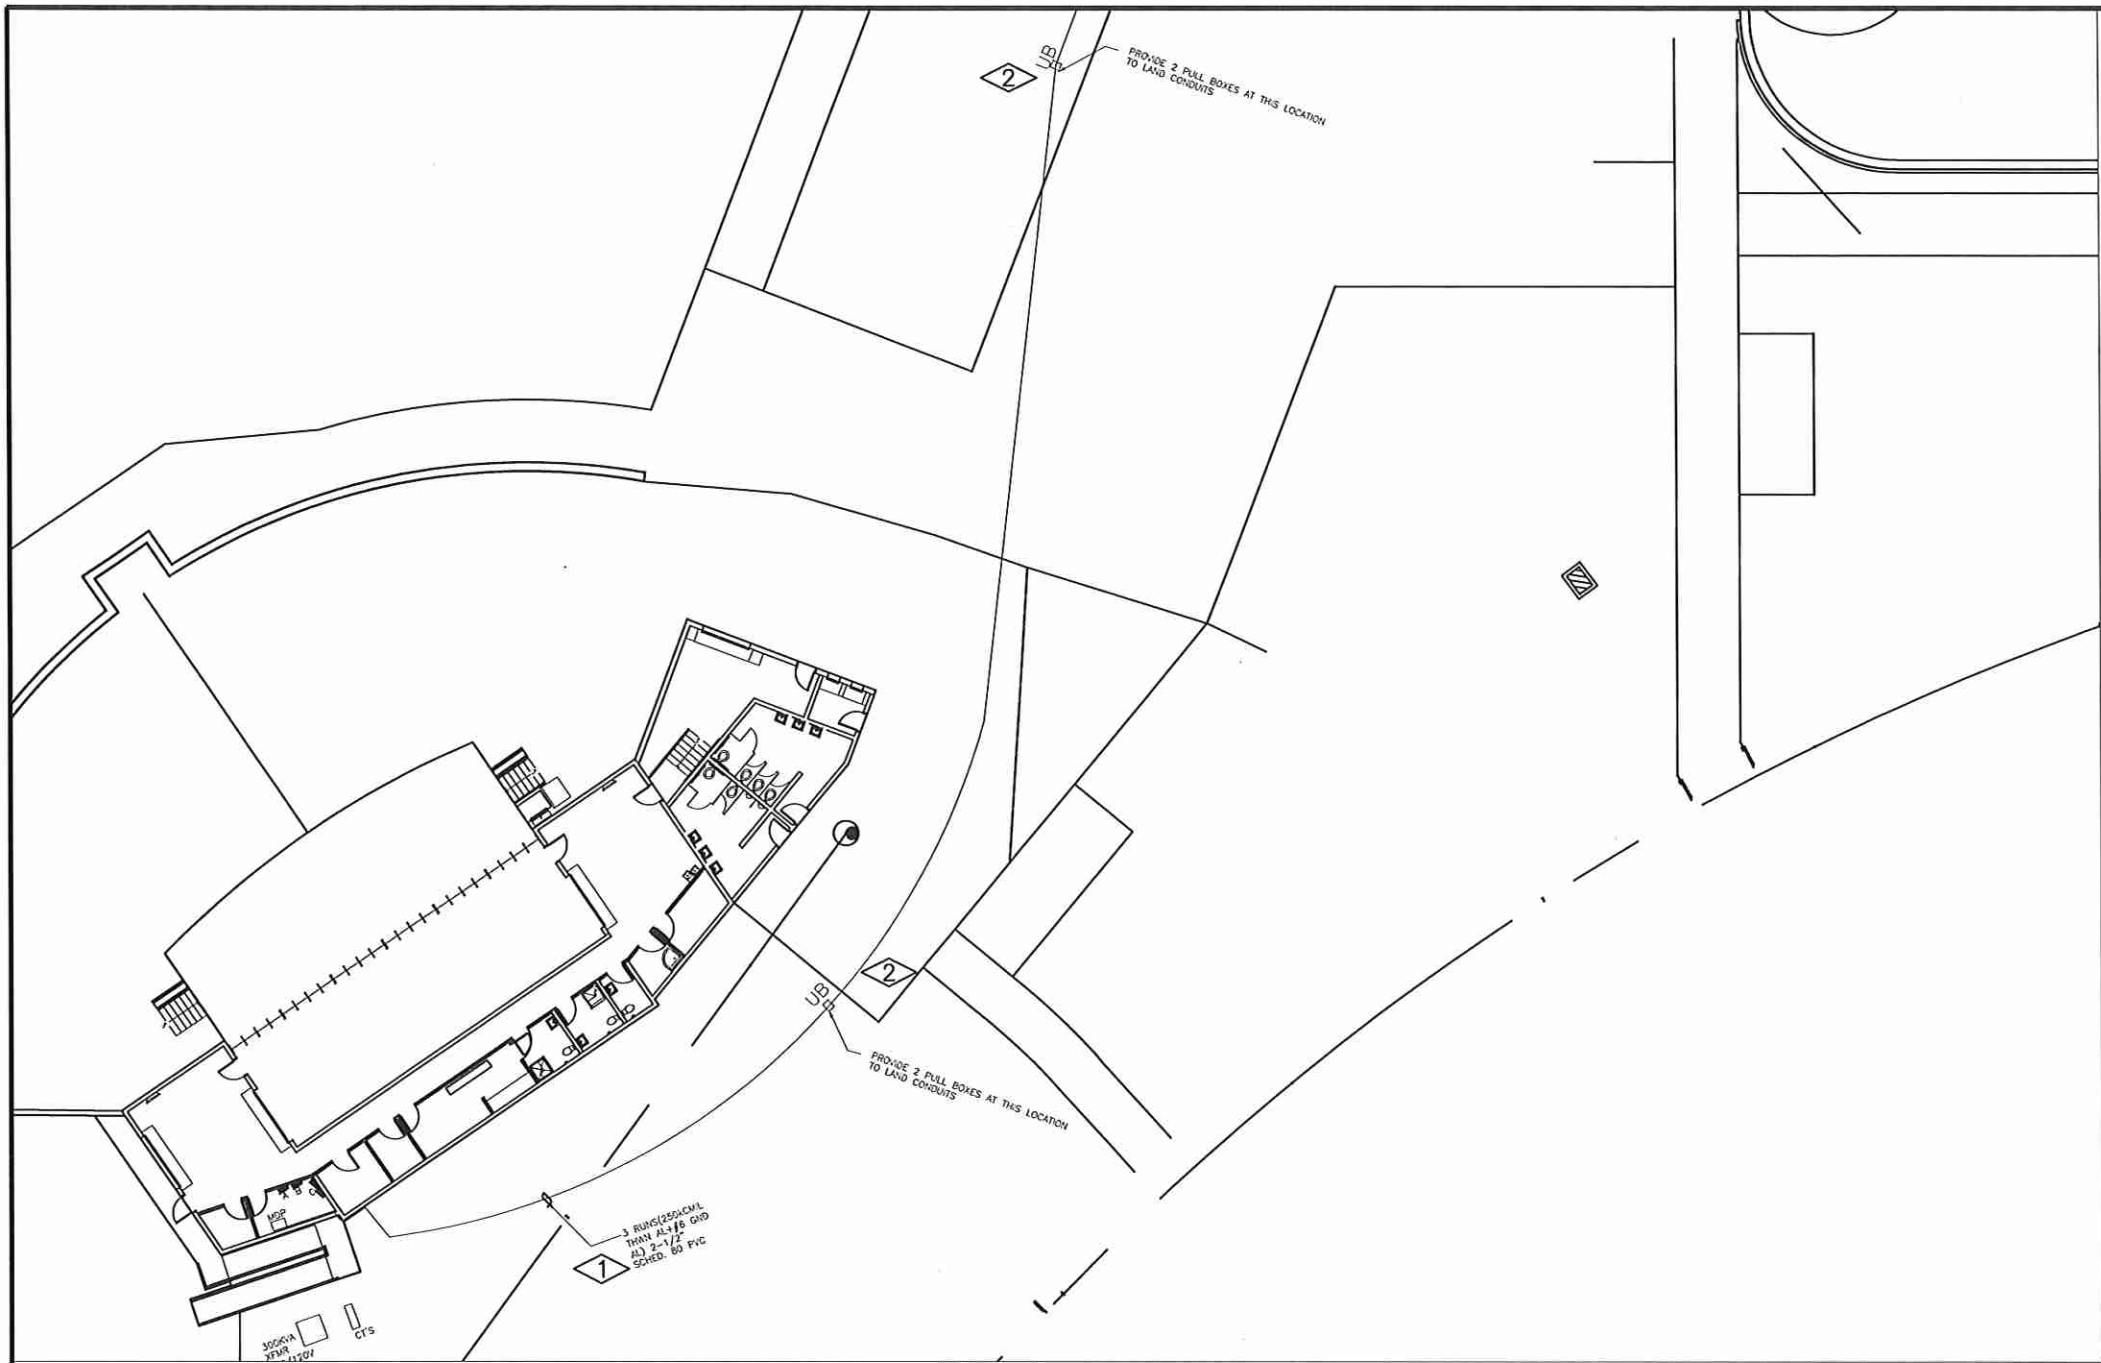 2
UB
PROVIDE 2 PULL BOXES AT THIS LOCATION
TO LAND CONDUITS
2
UB
PROVIDE 2 PULL BOXES AT THIS LOCATION
TO LAND CONDUITS
A
B
C
MDP
3 RUNS(250kCMIL
THWN AL+#6 GND
AL) 2-1/2"
SCHED. 80 PVC
1
300KVA
XFMR
/120V
CT'S